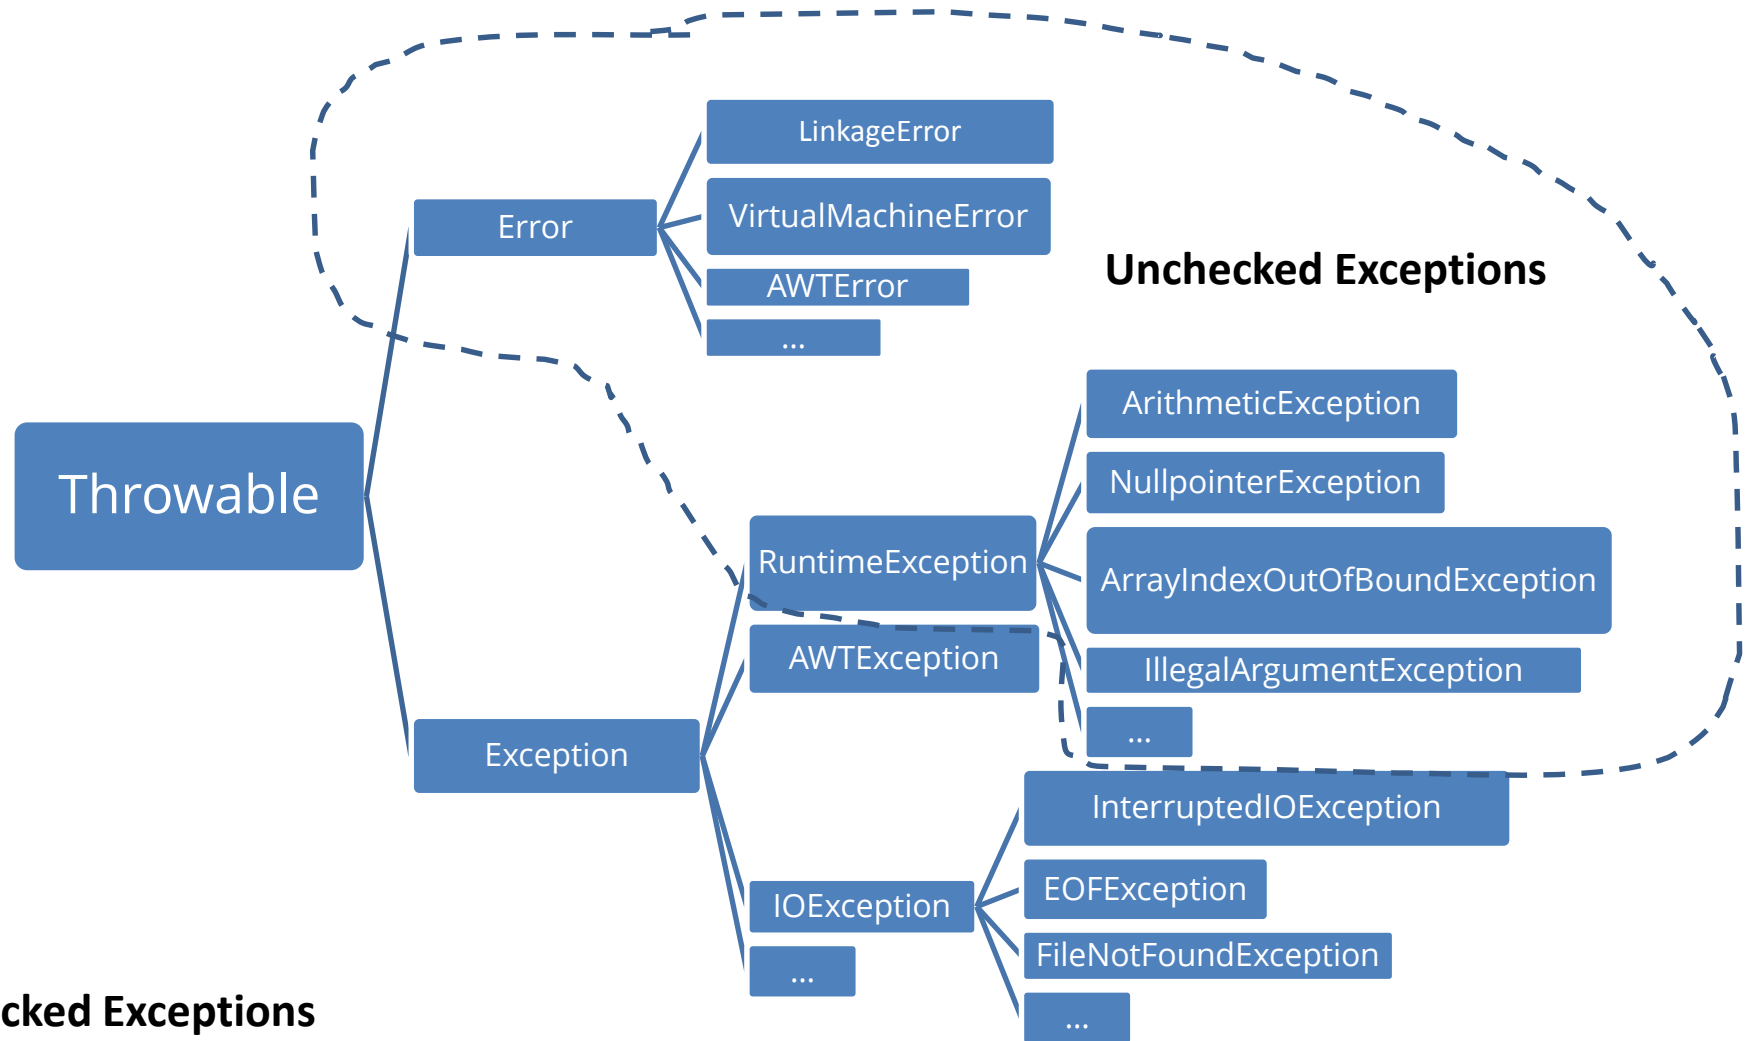 LinkageError
VirtualMachineError
Error
AWTError
...
Unchecked Exceptions
Throwable
ArithmeticException
NullpointerException
RuntimeException
ArrayIndexOutOfBoundException
AWTException
IllegalArgumentException
...
Exception
InterruptedIOException
EOFException
IOException
FileNotFoundException
...
...
cked Exceptions